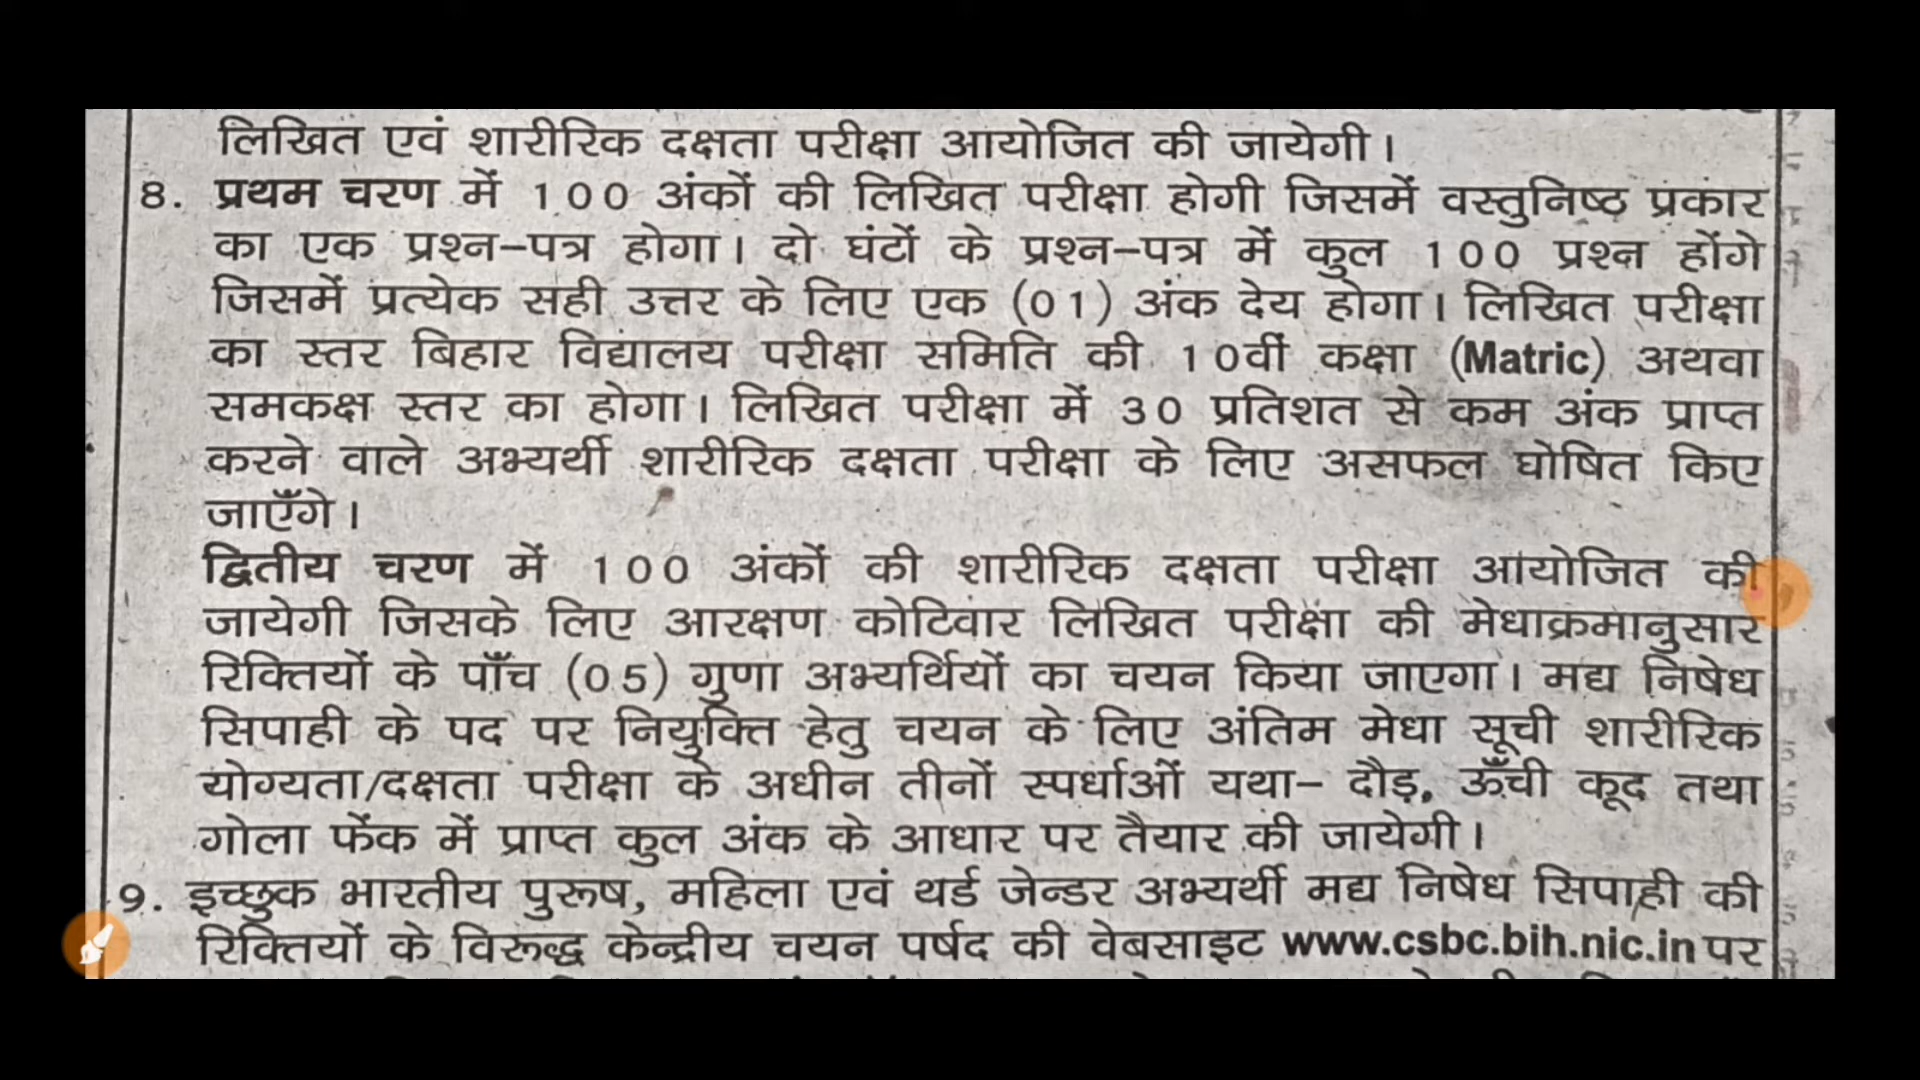 लिखित एवं शारीरिक दक्षता परीक्षा आयोजित की जायेगी।
8. प्रथम चरण में 100 अंकों की लिखित परीक्षा होगी जिसमें वस्तुनिष्ठ प्रकार
का एक प्रश्न-पत्र होगा। दो घंटों के प्रश्न-पत्र में कुल 100 प्रश्न होंगे
जिसमें प्रत्येक सही उत्तर के लिए एक (01) अंक देय होगा। लिखित परीक्षा
का स्तर बिहार विद्यालय परीक्षा समिति की 10वीं कक्षा (Matric) अथवा
समकक्ष स्तर का होगा। लिखित परीक्षा में 30 प्रतिशत से कम अंक प्राप्त
करने वाले अभ्यर्थी शारीरिक दक्षता परीक्षा के लिए असफल घोषित किए
जाएँगे।
द्वितीय चरण में 100 अंकों की शारीरिक दक्षता परीक्षा आयोजित की
जायेगी जिसके लिए आरक्षण कोटिवार लिखित परीक्षा की मेधाक्रमानुसार
रिक्तियों के पाँच (05) गुणा अभ्यर्थियों का चयन किया जाएगा। मद्य निषेध
सिपाही के पद पर नियुक्ति हेतु चयन के लिए अंतिम मेधा सूची शारीरिक
योग्यता/दक्षता परीक्षा के अधीन तीनों स्पर्धाओं यथा- दौड़, ऊँची कूद तथा
गोला फेंक में प्राप्त कुल अंक के आधार पर तैयार की जायेगी।
9. इच्छुक भारतीय पुरूष, महिला एवं थर्ड जेन्डर अभ्यर्थी मद्य निषेध सिपाही की
रिक्तियों के विरूद्ध केन्द्रीय चयन पर्षद की वेबसाइट www.csbc.bih.nic.in पर